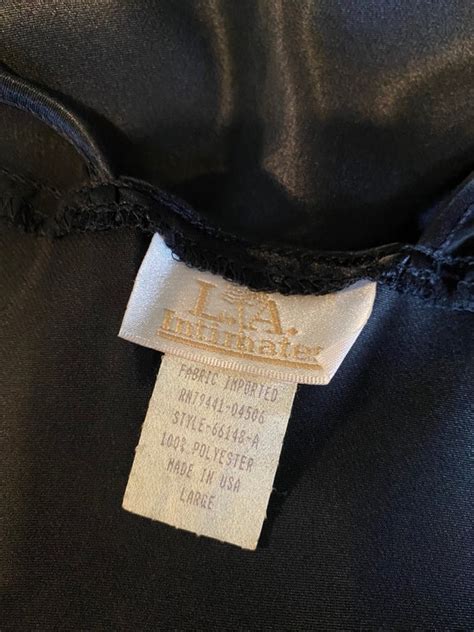 L.A.
Intimates
FABRIC IMPORTED
RN79441-04506
STYLE-66148-A
100% POLYESTER
MADE IN USA
LARGE